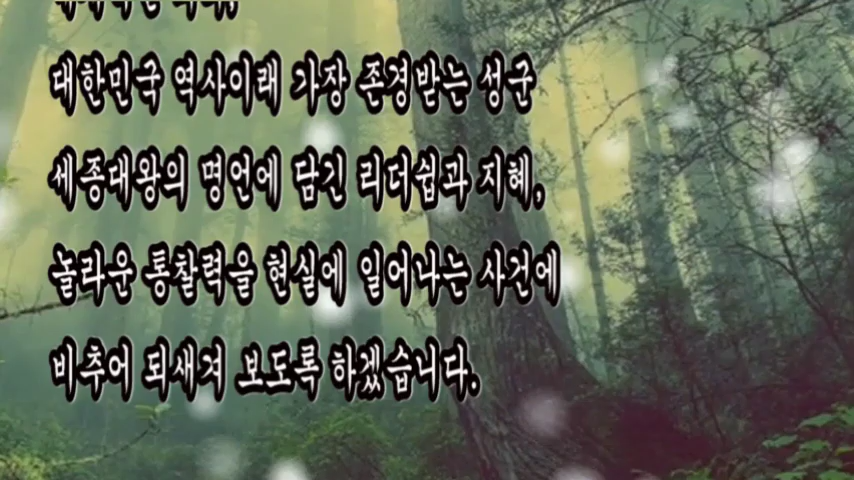 대한민국 역사이래 가장 존경받는 성군
세종대왕의 명언에 담긴 리더쉽과 지혜,
놀라운 통찰력을 현실에 일어나는 사건에
비추어 되새겨 보도록 하겠습니다.